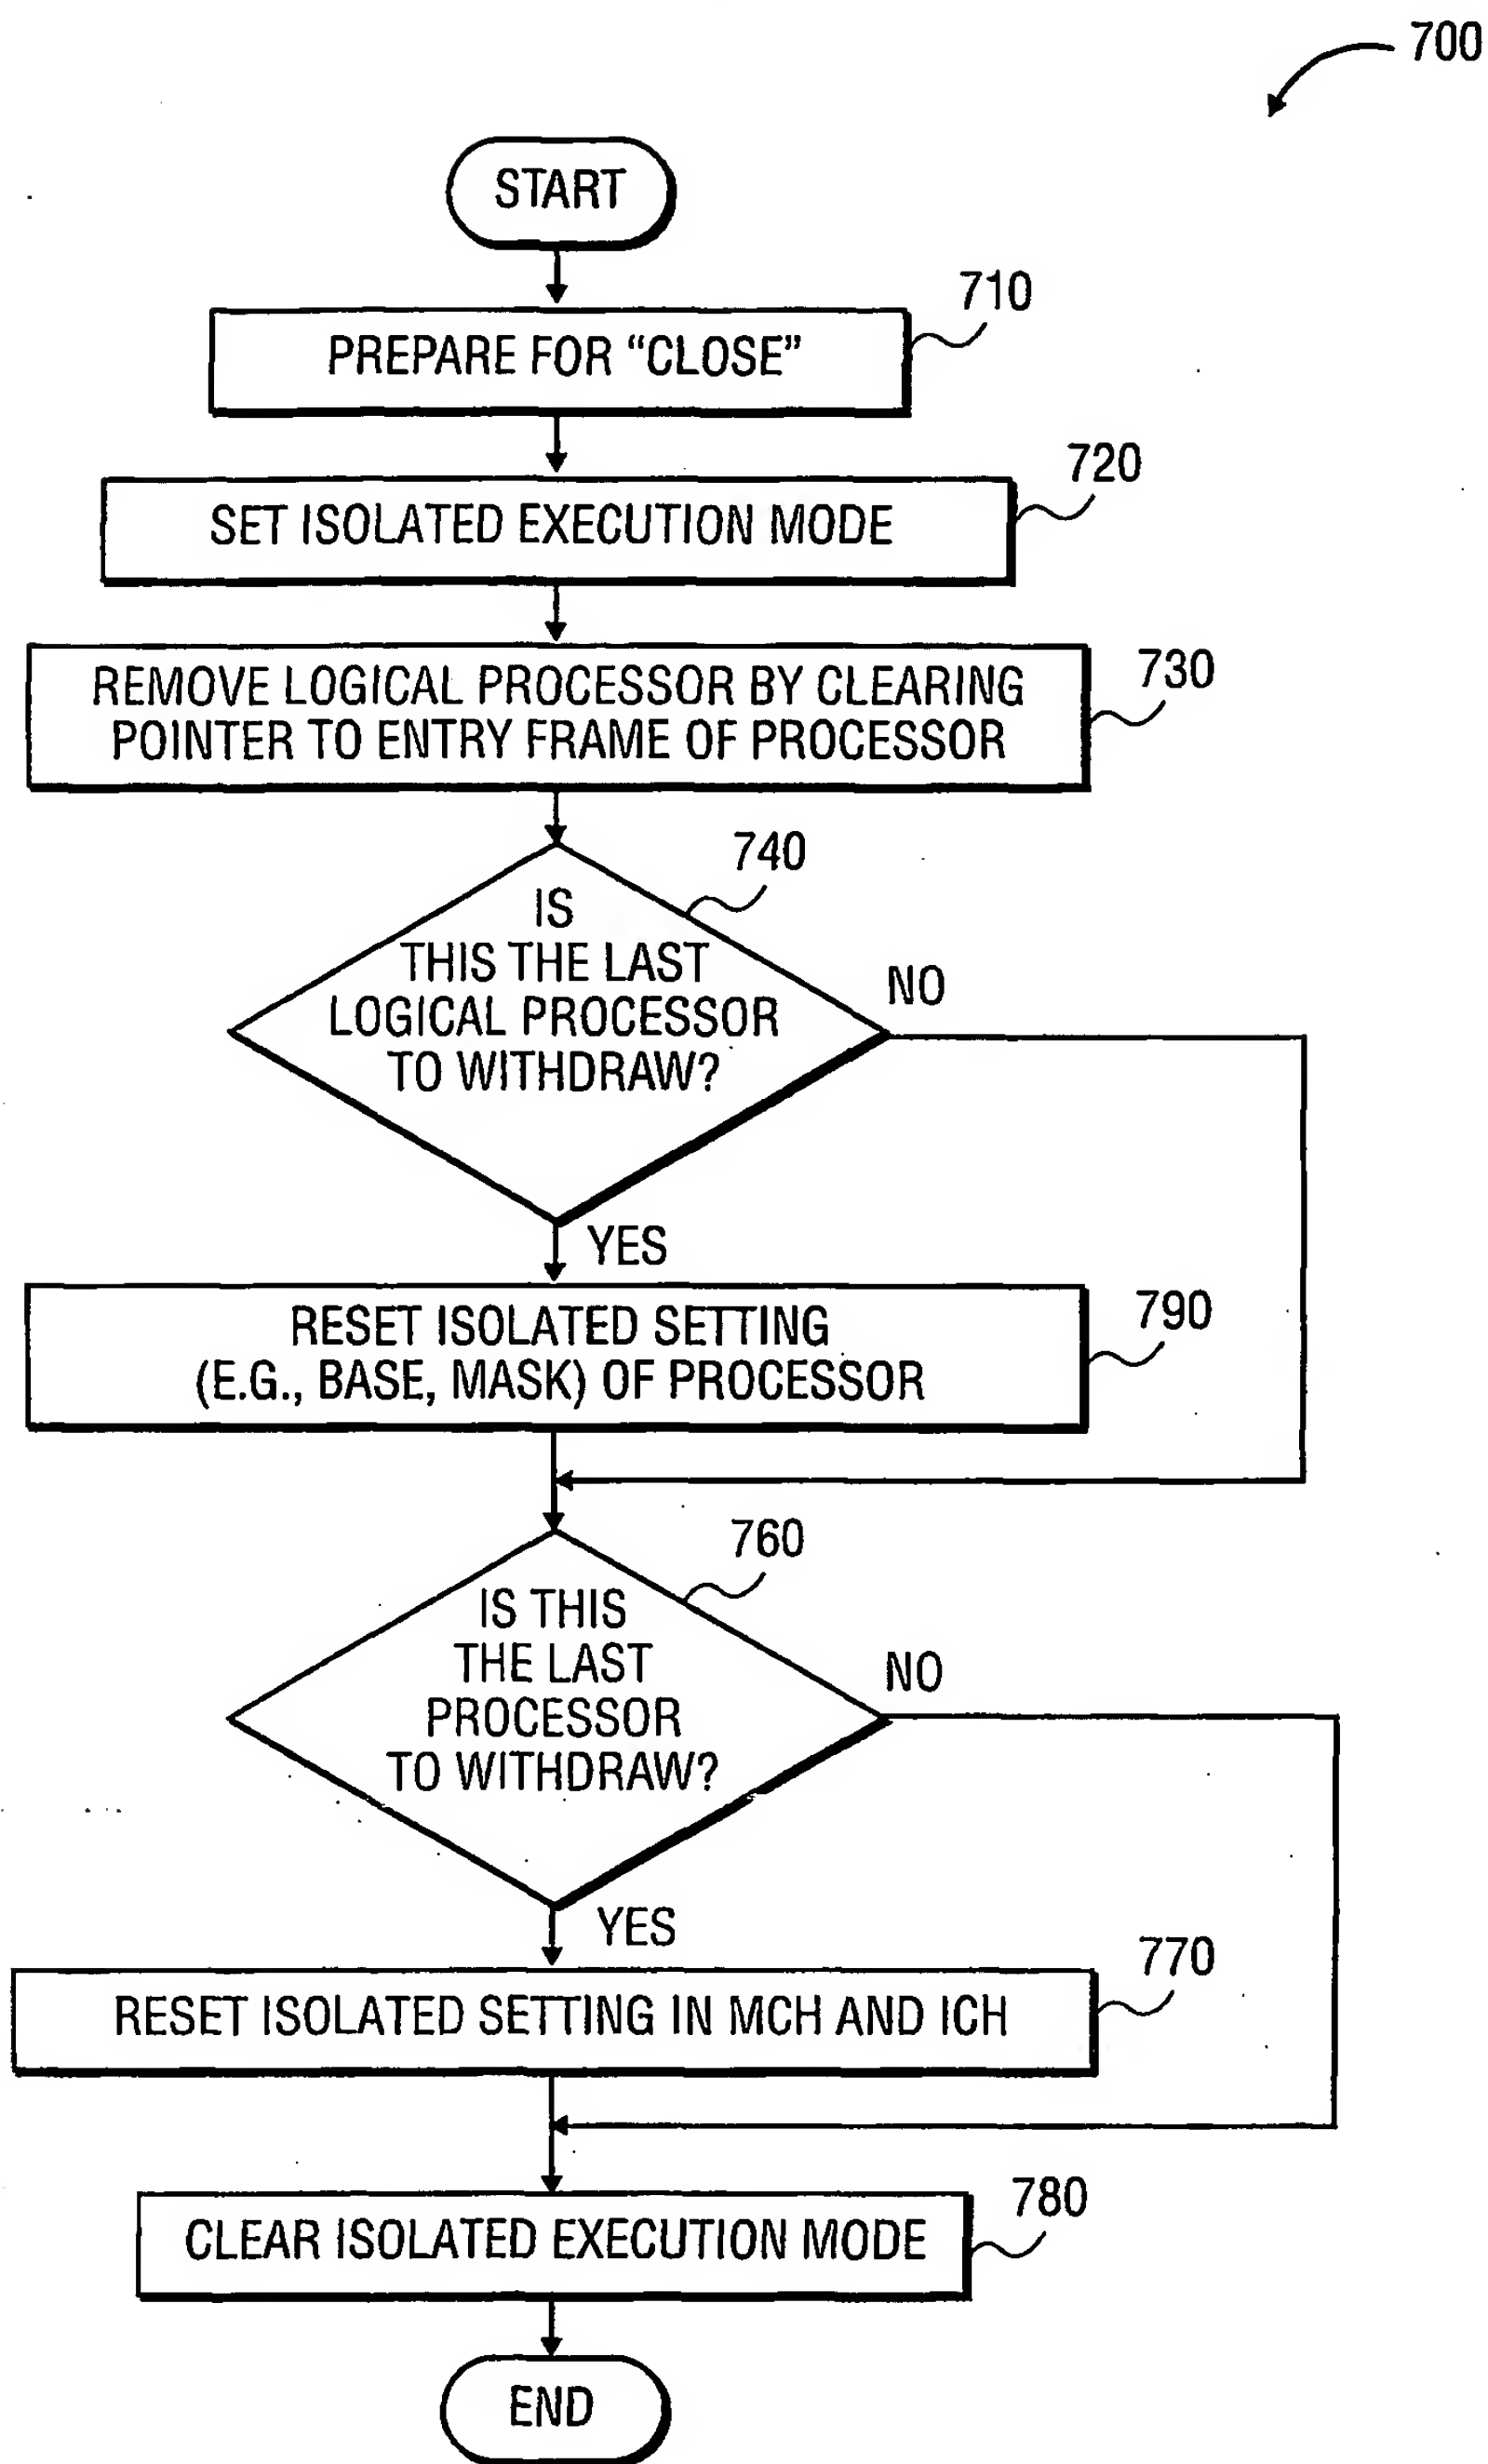 700
START
710
PREPARE FOR “CLOSE”
720
SET ISOLATED EXECUTION MODE
730
REMOVE LOGICAL PROCESSOR BY CLEARING
POINTER TO ENTRY FRAME OF PROCESSOR
740
IS
THIS THE LAST
LOGICAL PROCESSOR
TO WITHDRAW?
NO
YES
790
RESET ISOLATED SETTING
(E.G., BASE, MASK) OF PROCESSOR
760
IS THIS
THE LAST
PROCESSOR
TO WITHDRAW?
NO
YES
770
RESET ISOLATED SETTING IN MCH AND ICH
780
CLEAR ISOLATED EXECUTION MODE
END